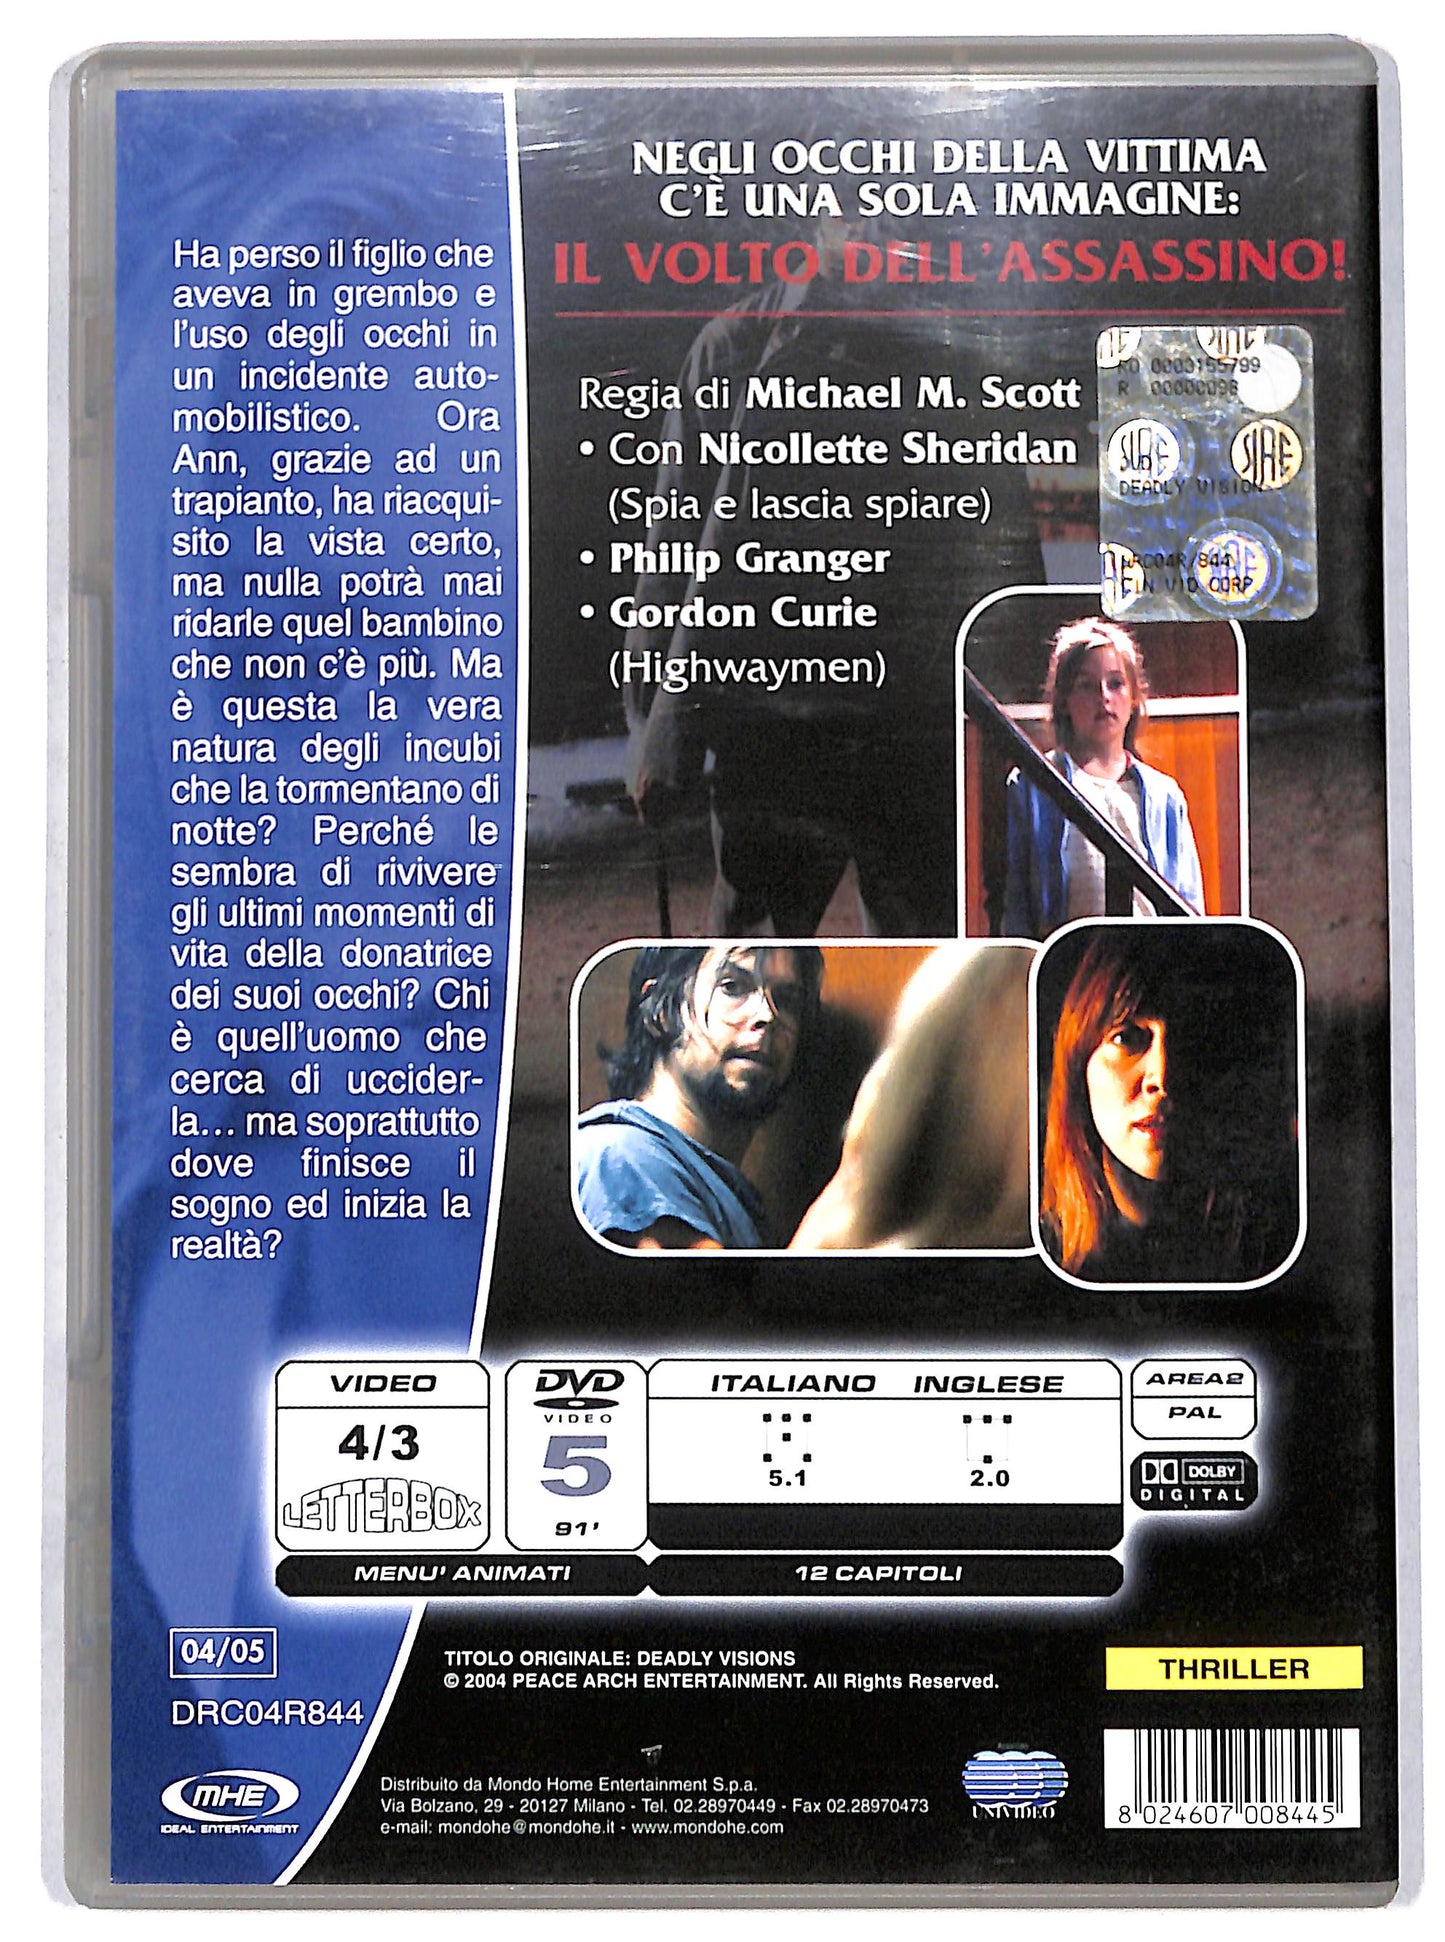 NEGLI OCCHI DELLA VITTIMA
C'È UNA SOLA IMMAGINE:
IL VOLTO DELL'ASSASSINO!
Ha perso il figlio che
aveva in grembo e
l'uso degli occhi in
un incidente auto-
mobilistico. Ora
Ann, grazie ad un
trapianto, ha riacqui-
sito la vista certo,
ma nulla potrà mai
ridarle quel bambino
che non c'è più. Ma
è questa la vera
natura degli incubi
che la tormentano di
notte? Perché le
sembra di rivivere
gli ultimi momenti di
vita della donatrice
dei suoi occhi? Chi
è quell'uomo che
cerca di uccider-
la... ma soprattutto
dove finisce il
sogno ed inizia la
realtà?
Regia di Michael M. Scott
• Con Nicollette Sheridan
(Spia e lascia spiare)
• Philip Granger
• Gordon Curie
(Highwaymen)
RO 0003155799
R 00000098
SIAE
DEADLY VISION
DRC04R/844
CIN VID CORP
VIDEO
4/3
LETTERBOX
DVD
VIDEO
5
91'
ITALIANO INGLESE
5.1 2.0
AREA2
PAL
DOLBY
DIGITAL
MENU' ANIMATI
12 CAPITOLI
04/05
DRC04R844
TITOLO ORIGINALE: DEADLY VISIONS
© 2004 PEACE ARCH ENTERTAINMENT. All Rights Reserved.
THRILLER
MHE
IDEAL ENTERTAINMENT
Distribuito da Mondo Home Entertainment S.p.a.
Via Bolzano, 29 - 20127 Milano - Tel. 02.28970449 - Fax 02.28970473
e-mail: mondohe@mondohe.it - www.mondohe.com
UNIVIDEO
8 024607 008445